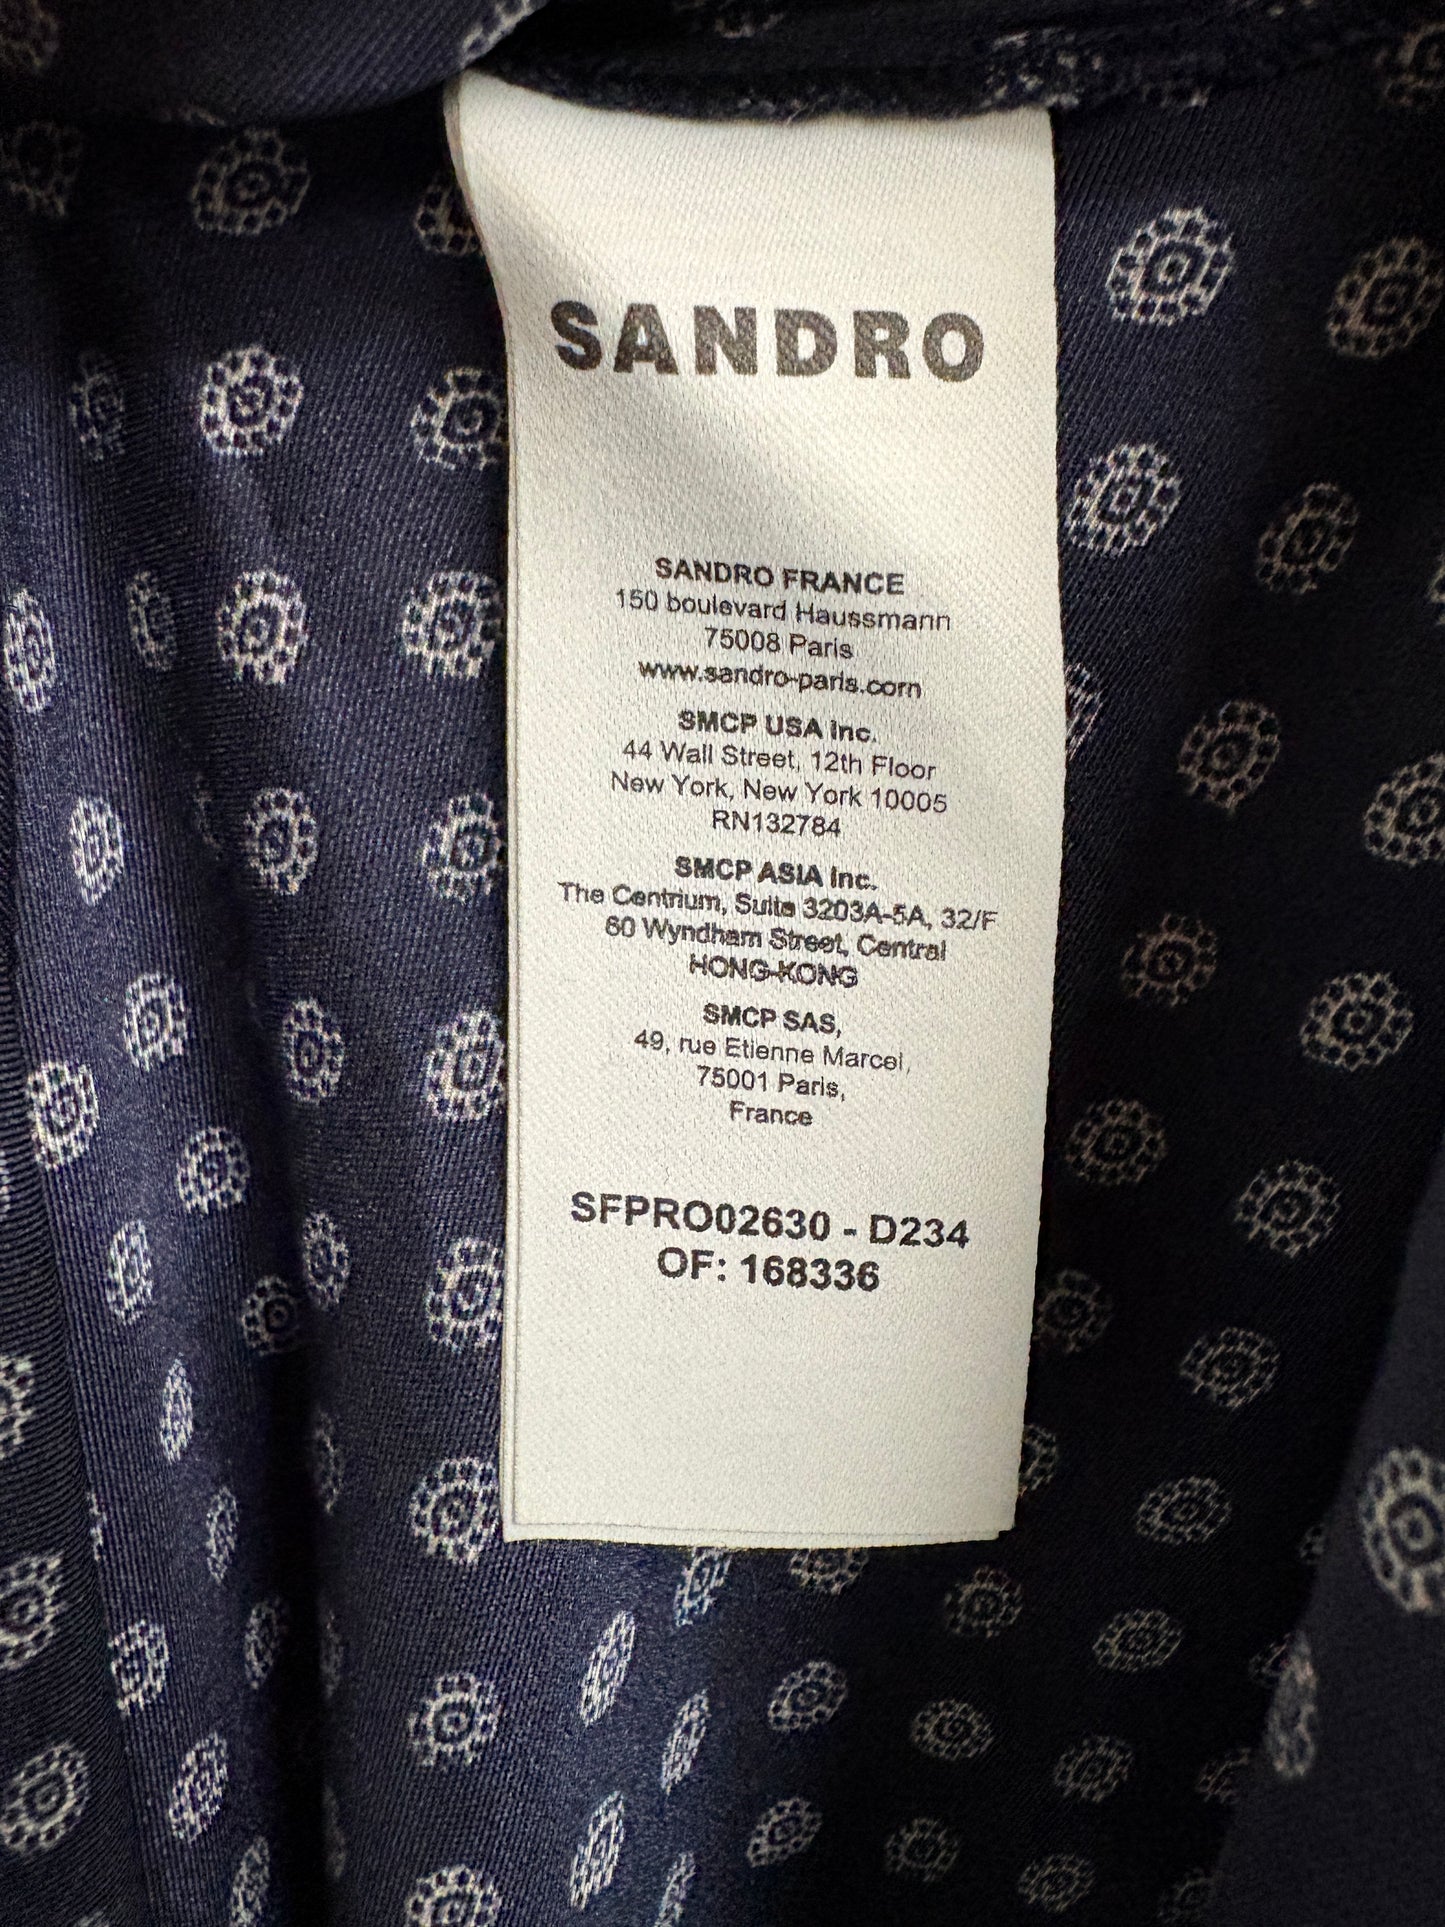 SANDRO
SANDRO FRANCE
150 boulevard Haussmann
75008 Paris
www.sandro-paris.com
SMCP USA Inc.
44 Wall Street, 12th Floor
New York, New York 10005
RN132784
SMCP ASIA Inc.
The Centrium, Suite 3203A-5A, 32/F
60 Wyndham Street, Central
HONG-KONG
SMCP SAS,
49, rue Etienne Marcel,
75001 Paris,
France
SFPRO02630 - D234
OF: 168336